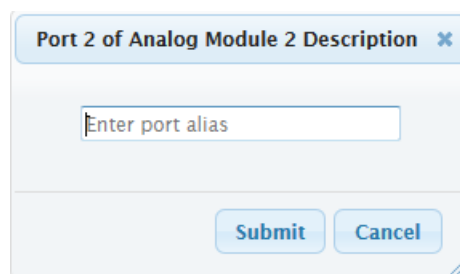 Port 2 of Analog Module 2 Description
Enter port alias
Submit Cancel